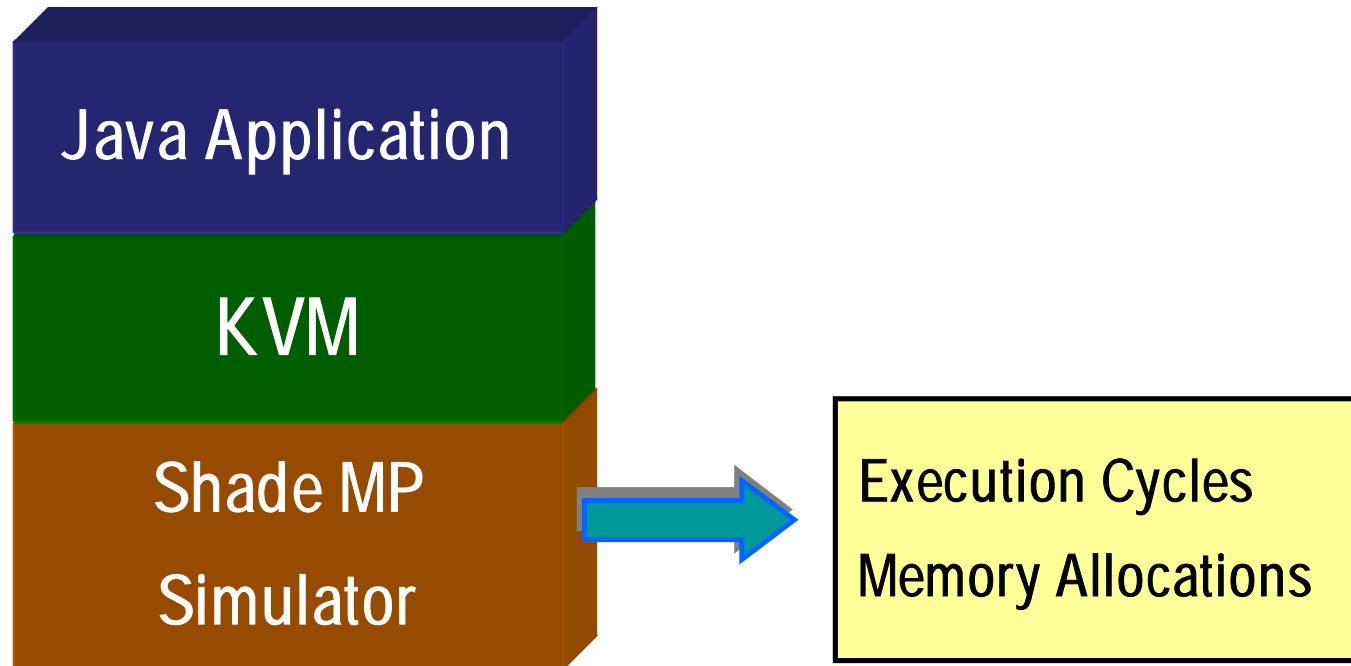 Java Application
KVM
Shade MP
Simulator
Execution Cycles
Memory Allocations